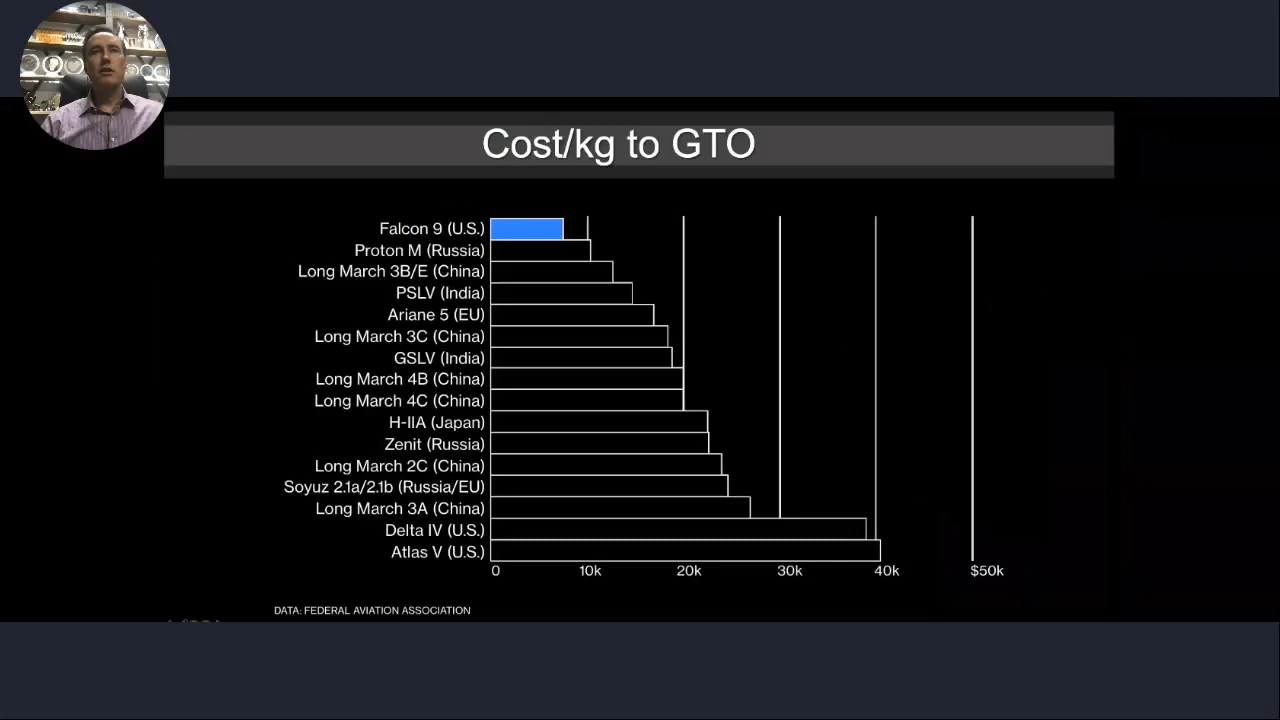 Cost/kg to GTO
Falcon 9 (U.S.)
Proton M (Russia)
Long March 3B/E (China)
PSLV (India)
Ariane 5 (EU)
Long March 3C (China)
GSLV (India)
Long March 4B (China)
Long March 4C (China)
H-IIA (Japan)
Zenit (Russia)
Long March 2C (China)
Soyuz 2.1a/2.1b (Russia/EU)
Long March 3A (China)
Delta IV (U.S.)
Atlas V (U.S.)
0 10k 20k 30k 40k $50k
DATA: FEDERAL AVIATION ASSOCIATION